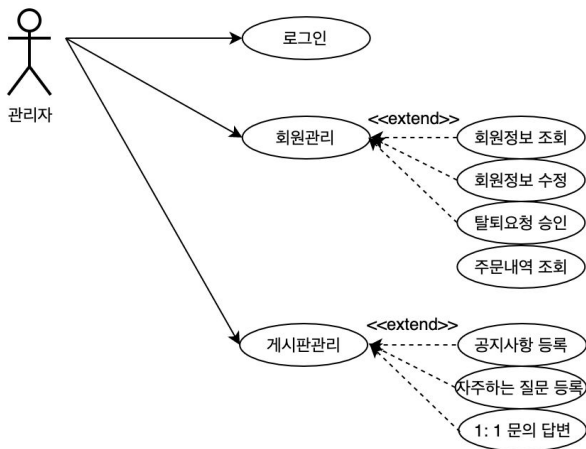 로그인
관리자
<<extend>>
회원관리
회원정보 조회
회원정보 수정
탈퇴요청 승인
주문내역 조회
<<extend>>
게시판관리
공지사항 등록
자주하는 질문 등록
1: 1 문의 답변